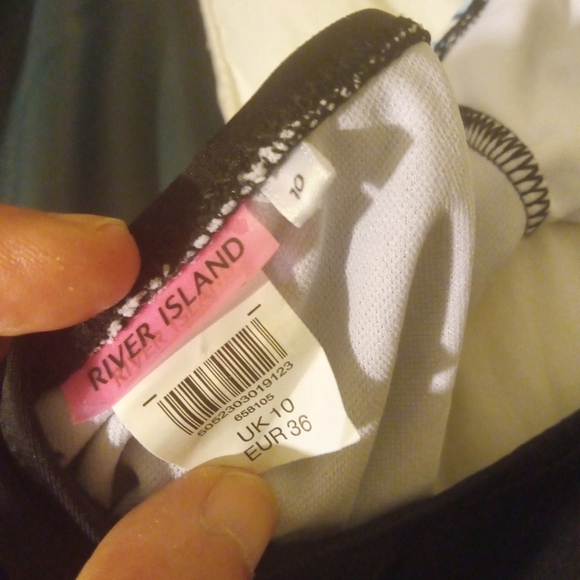 10
RIVER ISLAND
5052303019123
658105
UK 10
EUR 36